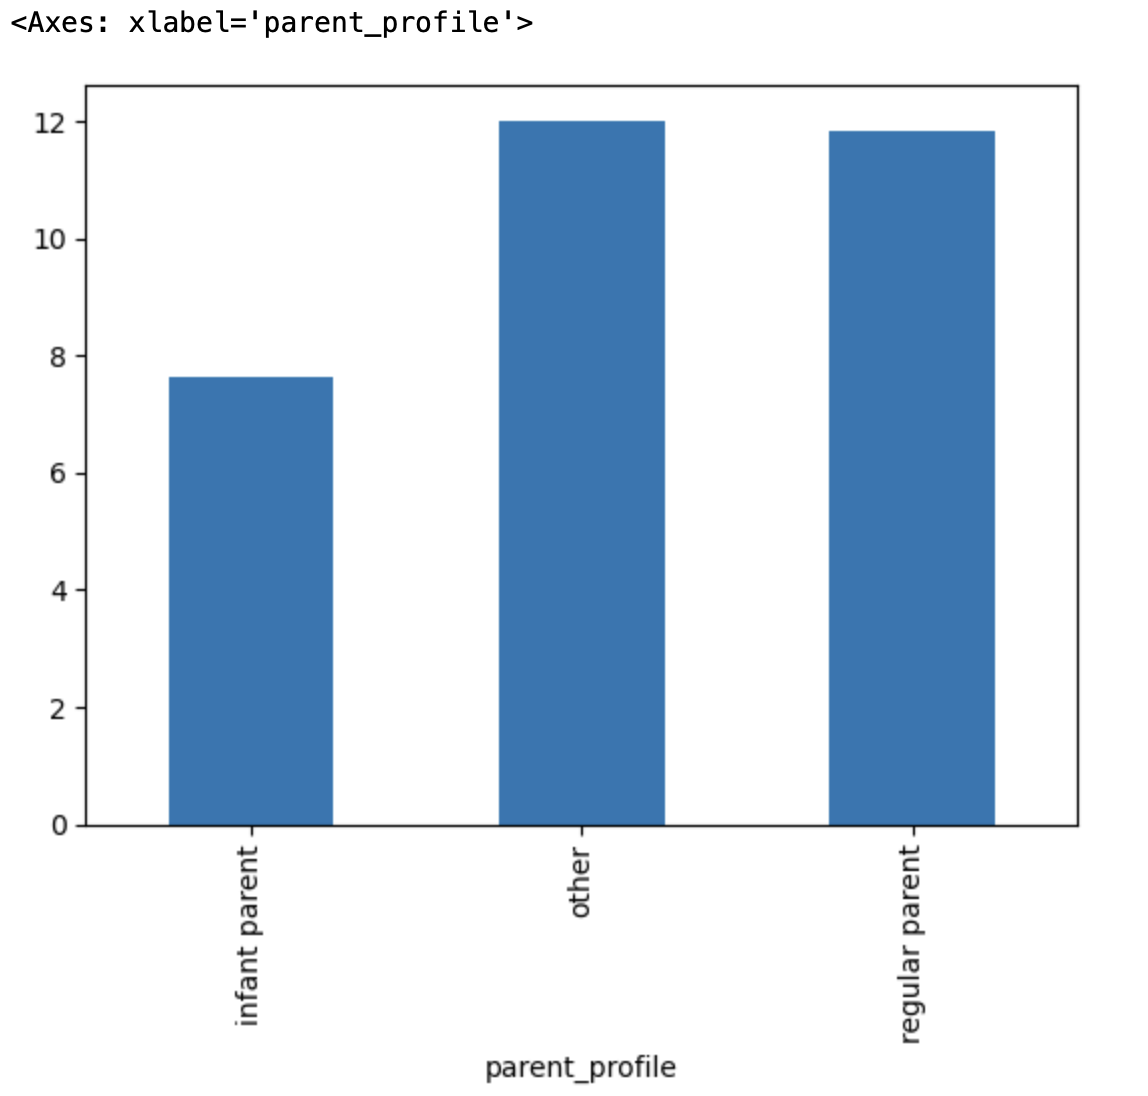 <Axes: xlabel='parent_profile'>
12
10
8
6
4
2
0
infant parent
other
regular parent
parent_profile